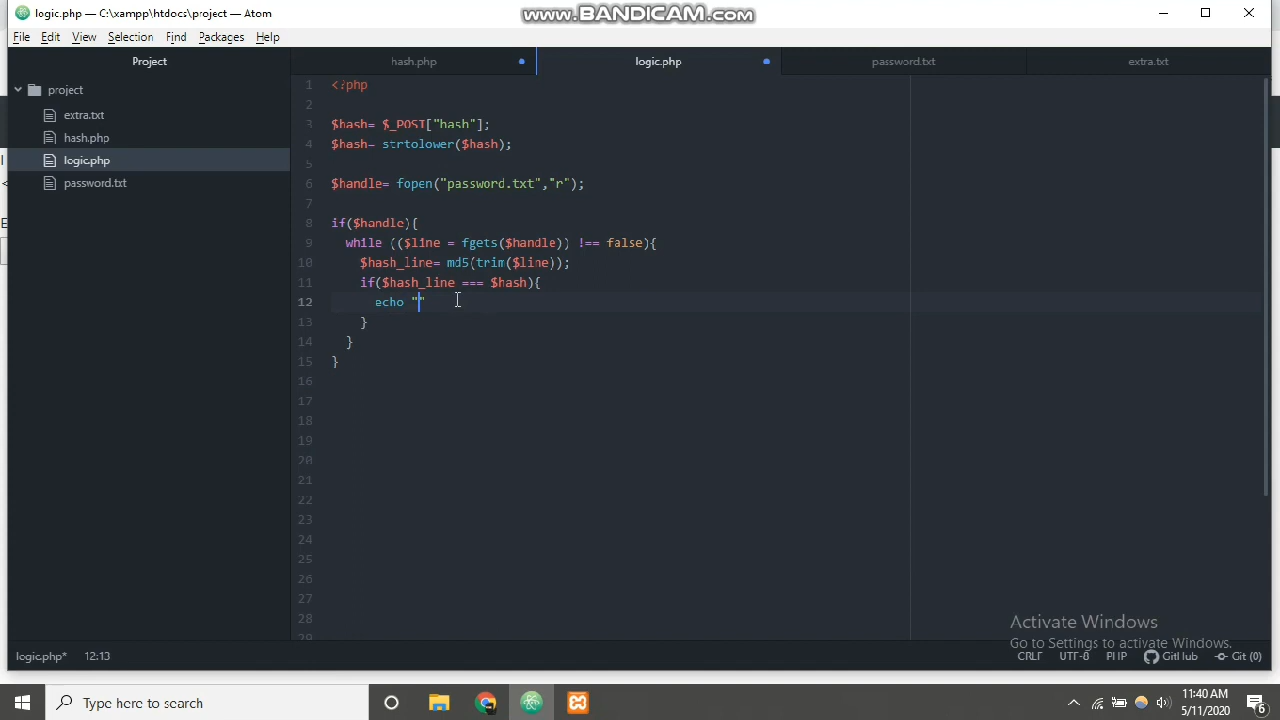 logic.php — C:\xampp\htdocs\project — Atom
www.BANDICAM.com
File Edit View Selection Find Packages Help
Project
hash.php
logic.php
password.txt
extra.txt
project
extra.txt
hash.php
logic.php
password.txt
1 <?php
2
3 $hash= $_POST["hash"];
4 $hash= strtolower($hash);
5
6 $handle= fopen("password.txt","r");
7
8 if($handle){
9 while (($line = fgets($handle)) !== false){
10 $hash_line= md5(trim($line));
11 if($hash_line === $hash){
12 echo ""
13 }
14 }
15 }
16
17
18
19
20
21
22
23
24
25
26
27
28
29
Activate Windows
Go to Settings to activate Windows.
logic.php* 12:13
CRLF UTF-8 PHP GitHub Git (0)
Type here to search
11:40 AM
5/11/2020
6